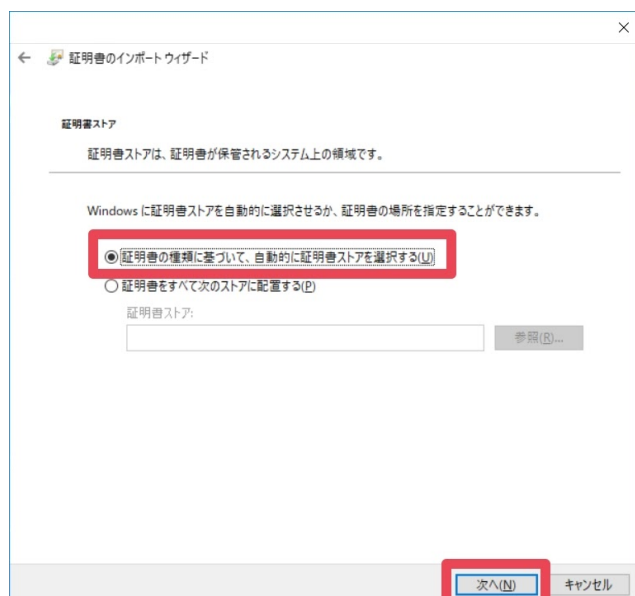 証明書のインポート ウィザード
証明書ストア
証明書ストアは、証明書が保管されるシステム上の領域です。
Windows に証明書ストアを自動的に選択させるか、証明書の場所を指定することができます。
証明書の種類に基づいて、自動的に証明書ストアを選択する(U)
証明書をすべて次のストアに配置する(P)
証明書ストア:
参照(R)...
次へ(N)
キャンセル